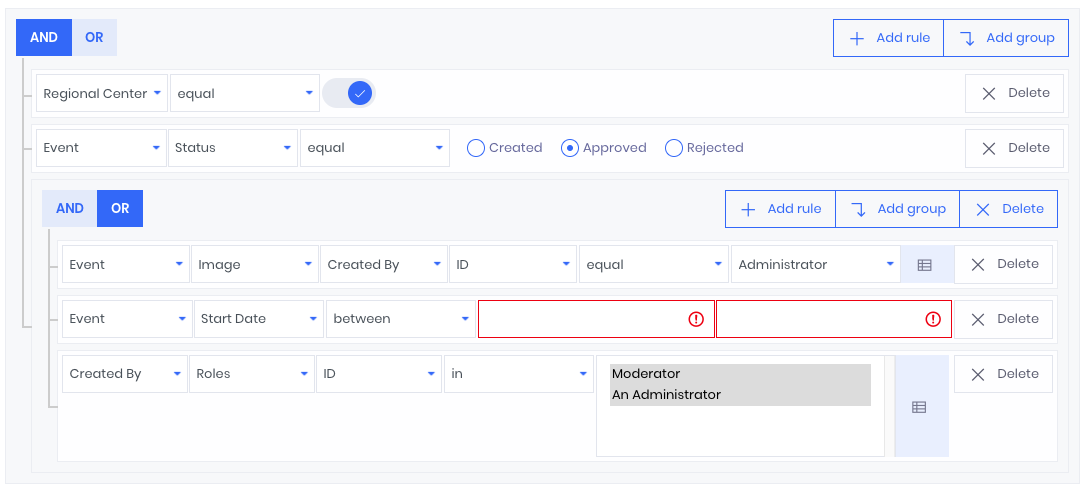 AND OR Add rule Add group
Regional Center equal Delete
Event Status equal Created Approved Rejected Delete
AND OR Add rule Add group Delete
Event Image Created By ID equal Administrator Delete
Event Start Date between Delete
Created By Roles ID in Moderator Delete
An Administrator